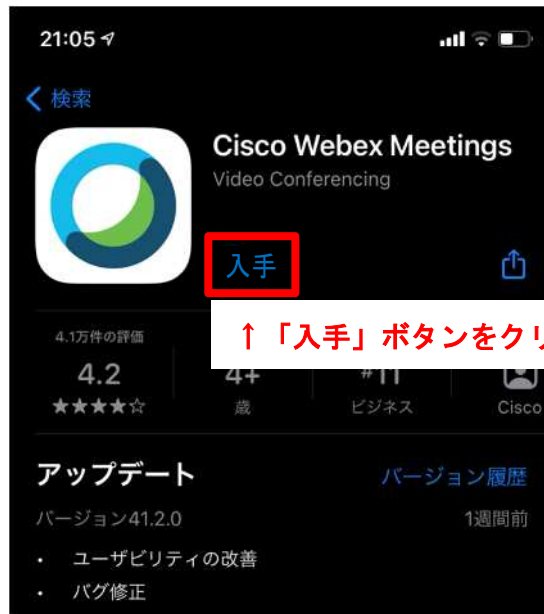 21:05
検索
Cisco Webex Meetings
Video Conferencing
入手
↑「入手」ボタンをクリ
4.1万件の評価
4.2
★★★★☆
4+
歳
#11
ビジネス
Cisco
アップデート
バージョン履歴
バージョン41.2.0
1週間前
・ ユーザビリティの改善
・ バグ修正